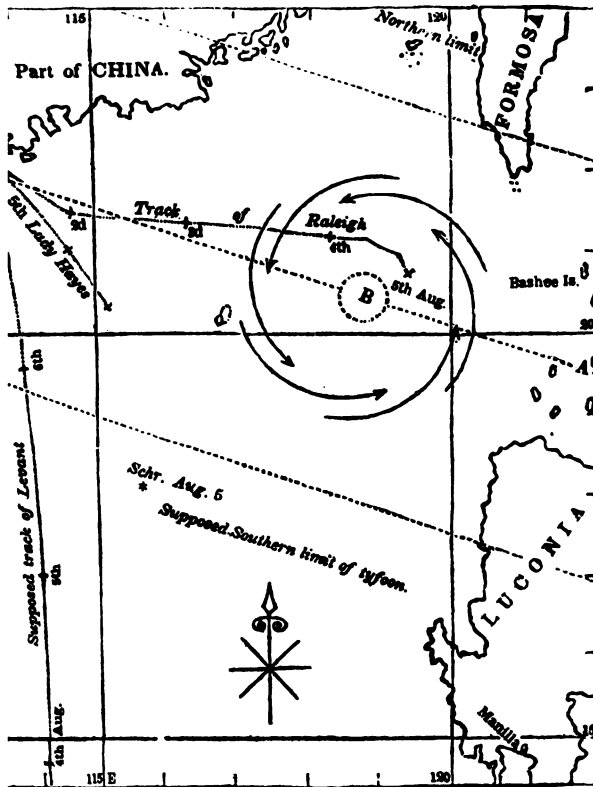 115
120
Northern limit
Part of CHINA.
FORMOSA
Track of Raleigh
2d
3d
4th
5th Aug.
5th Lady Hayes
B
Bashee Is.
20
A
6th
Supposed track of Levant
Schr. Aug. 5
*
Supposed Southern limit of tyfoon.
LUCONIA
5th
4th Aug.
Manilla
115 E
120